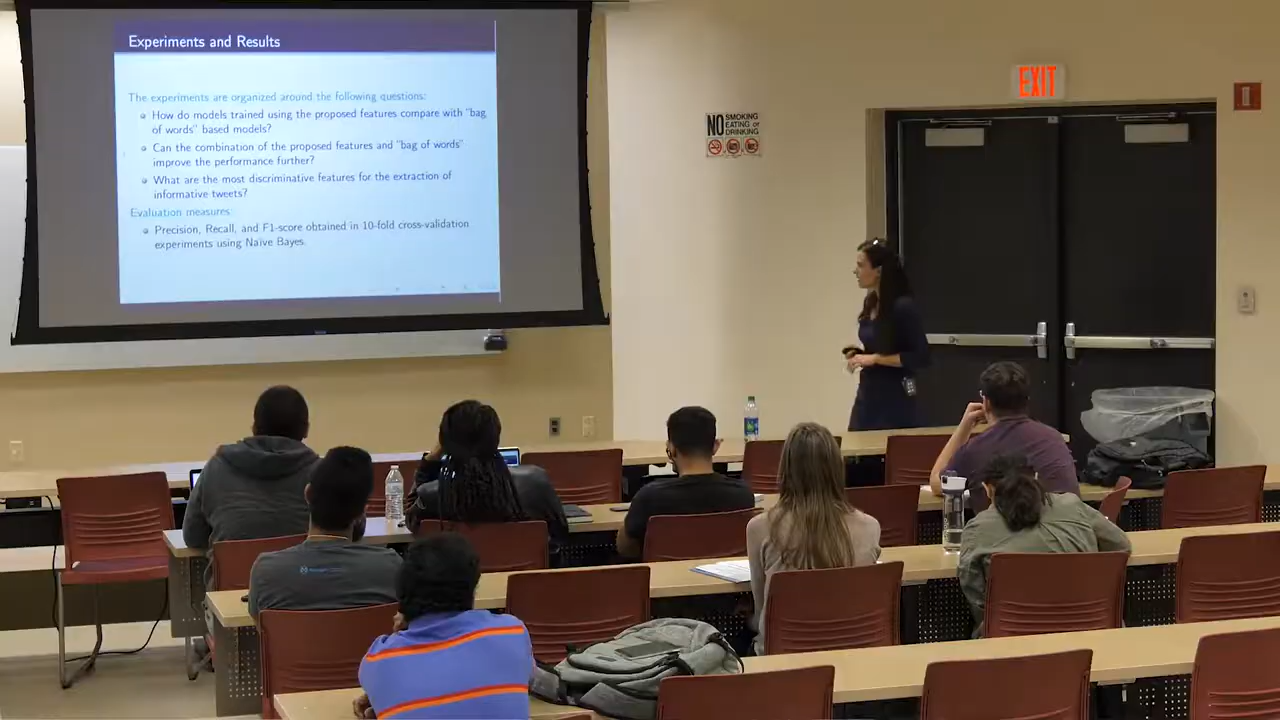 Experiments and Results
The experiments are organized around the following questions:
How do models trained using the proposed features compare with "bag
of words" based models?
Can the combination of the proposed features and "bag of words"
improve the performance further?
What are the most discriminative features for the extraction of
informative tweets?
Evaluation measures:
Precision, Recall, and F1-score obtained in 10-fold cross-validation
experiments using Naïve Bayes.
EXIT
NO SMOKING
EATING or
DRINKING